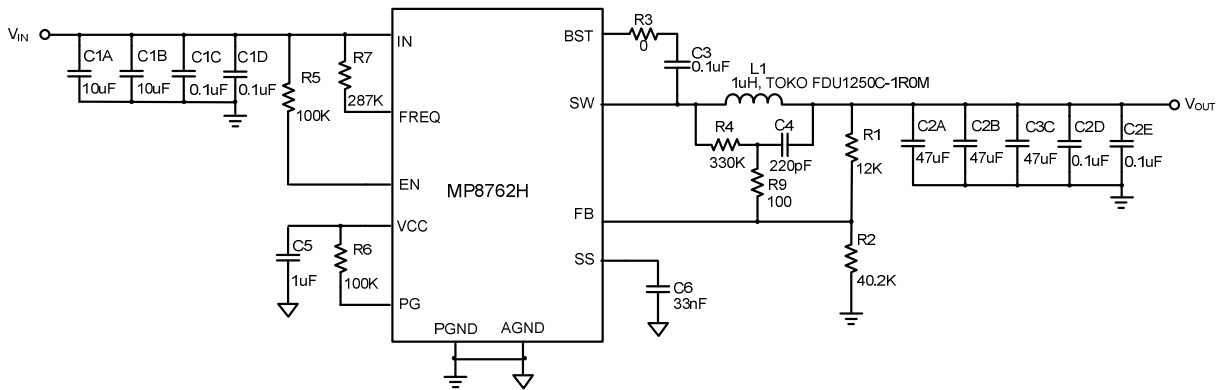 VIN
C1A
10uF
C1B
10uF
C1C
0.1uF
C1D
0.1uF
R5
100K
R7
287K
IN
FREQ
EN
VCC
PG
C5
1uF
R6
100K
MP8762H
PGND
AGND
BST
SW
FB
SS
R3
0
C3
0.1uF
L1
1uH, TOKO FDU1250C-1R0M
R4
330K
C4
220pF
R9
100
R1
12K
R2
40.2K
C6
33nF
C2A
47uF
C2B
47uF
C3C
47uF
C2D
0.1uF
C2E
0.1uF
VOUT